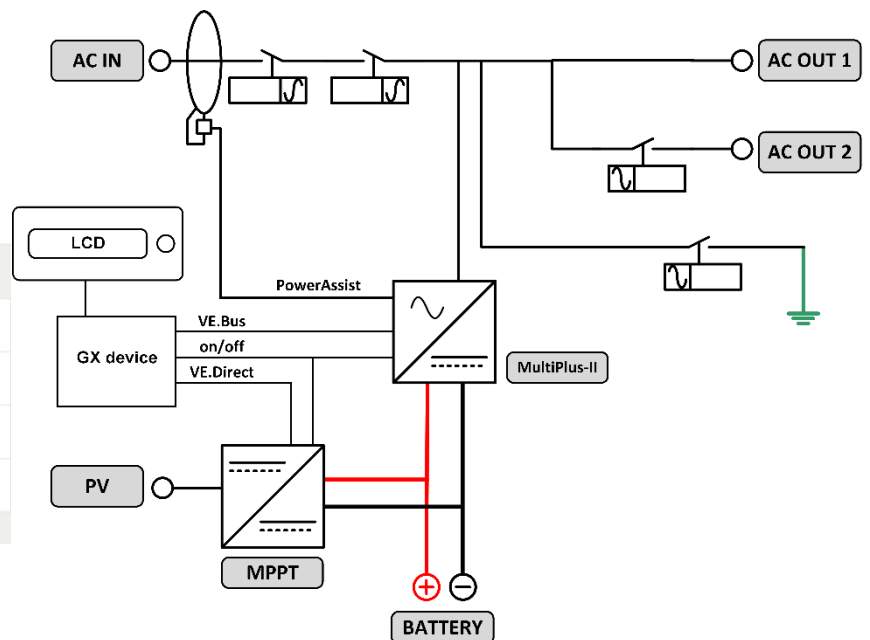 AC IN
AC OUT 1
AC OUT 2
LCD
PowerAssist
VE.Bus
GX device
on/off
MultiPlus-II
VE.Direct
PV
MPPT
+
−
BATTERY